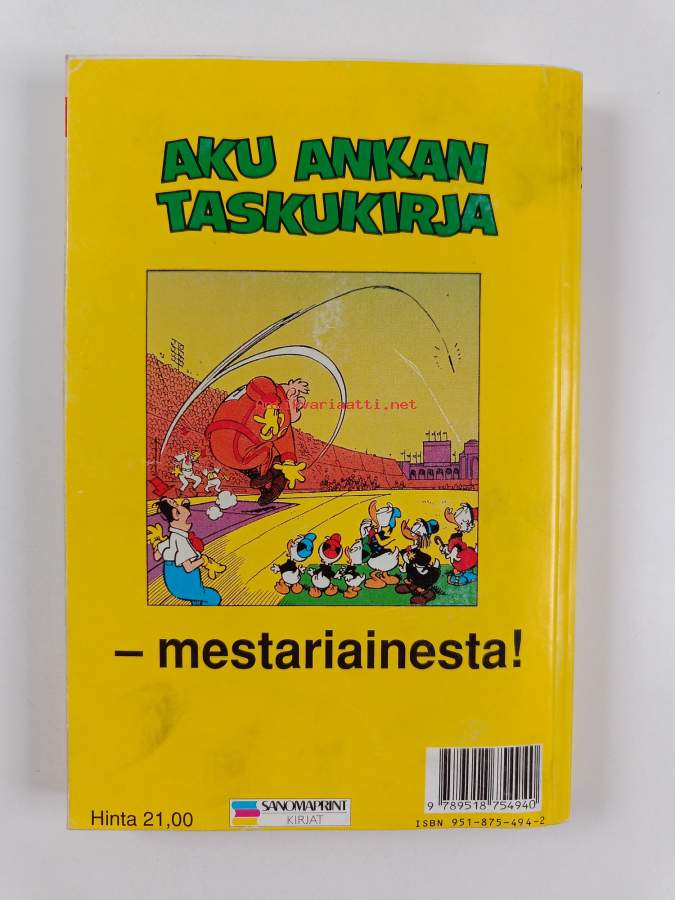 AKU ANKAN
TASKUKIRJA
Antikvariaatti.net
– mestariainesta!
Hinta 21,00
SANOMAPRINT
KIRJAT
9 789518 754940
ISBN 951-875-494-2